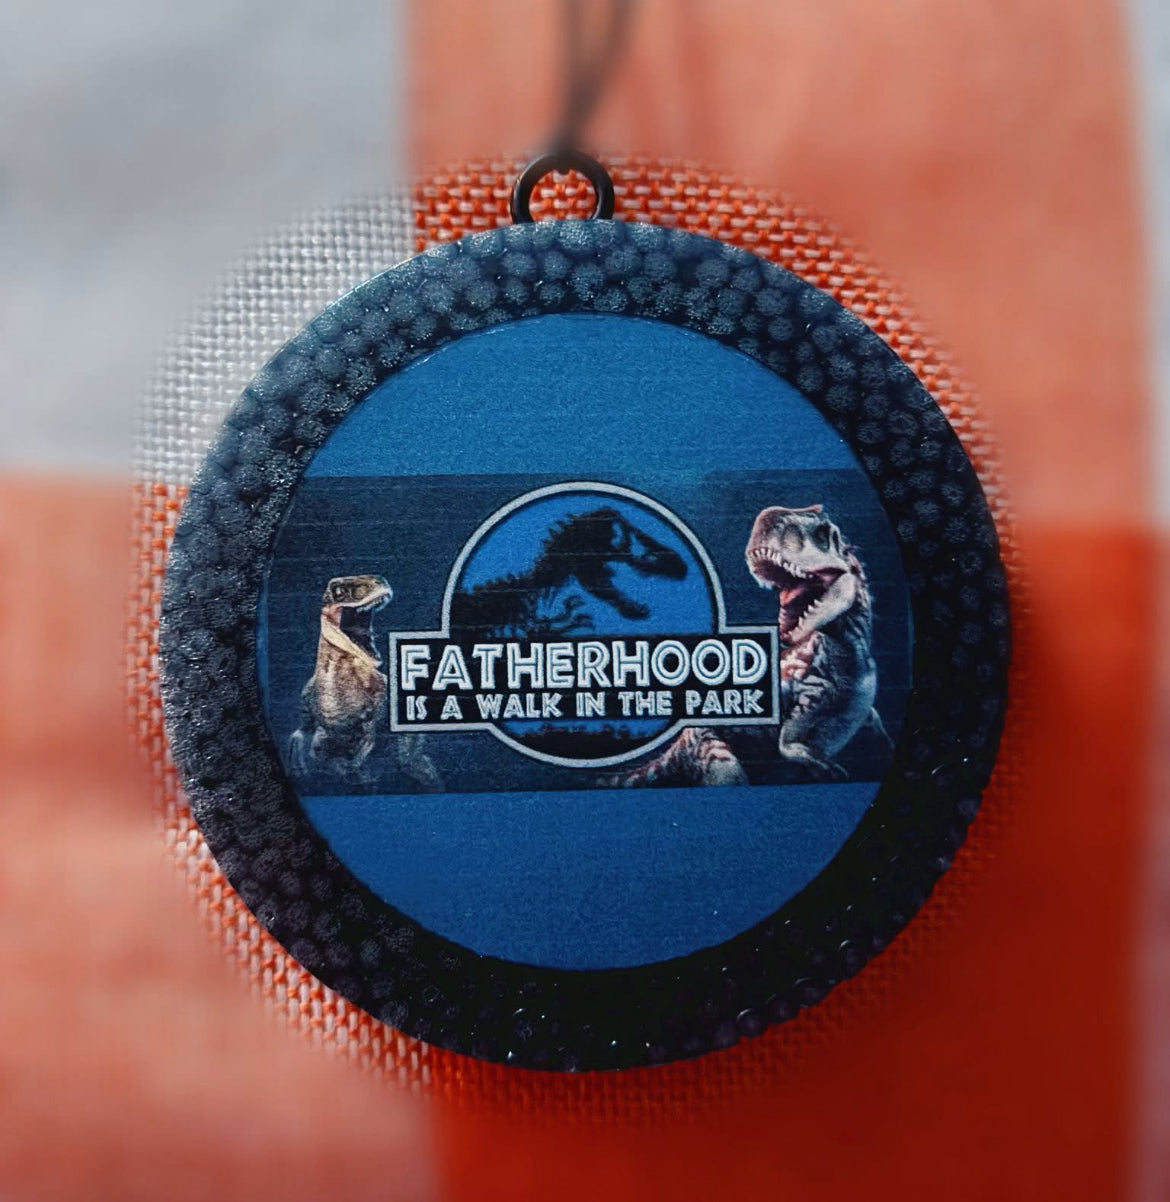 FATHERHOOD
IS A WALK IN THE PARK